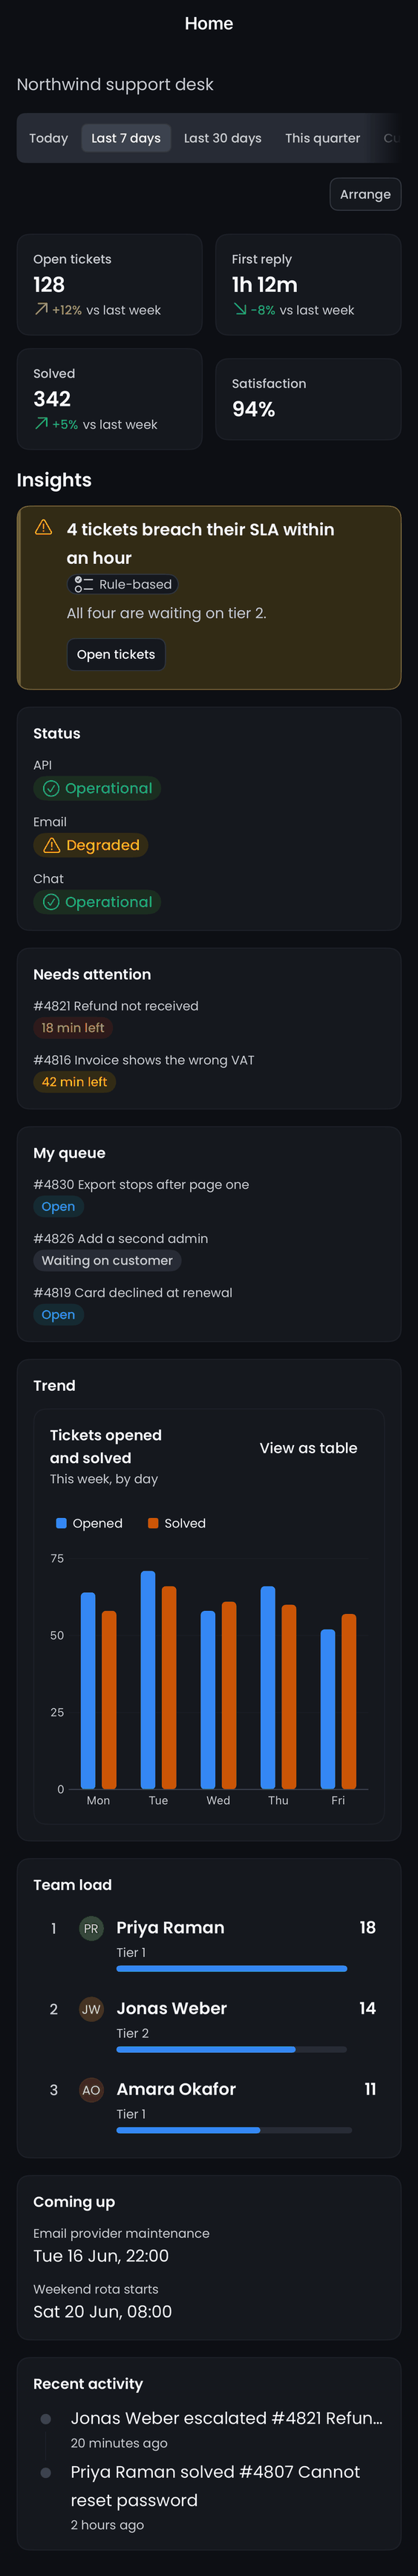 Home
Northwind support desk
Today
Last 7 days
Last 30 days
This quarter
Cu
Arrange
Open tickets
128
+12% vs last week
First reply
1h 12m
-8% vs last week
Solved
342
+5% vs last week
Satisfaction
94%
Insights
4 tickets breach their SLA within
an hour
Rule-based
All four are waiting on tier 2.
Open tickets
Status
API
Operational
Email
Degraded
Chat
Operational
Needs attention
#4821 Refund not received
18 min left
#4816 Invoice shows the wrong VAT
42 min left
My queue
#4830 Export stops after page one
Open
#4826 Add a second admin
Waiting on customer
#4819 Card declined at renewal
Open
Trend
Tickets opened
and solved
View as table
This week, by day
Opened
Solved
75
50
25
0
Mon
Tue
Wed
Thu
Fri
Team load
1
PR
Priya Raman
18
Tier 1
2
JW
Jonas Weber
14
Tier 2
3
AO
Amara Okafor
11
Tier 1
Coming up
Email provider maintenance
Tue 16 Jun, 22:00
Weekend rota starts
Sat 20 Jun, 08:00
Recent activity
Jonas Weber escalated #4821 Refun...
20 minutes ago
Priya Raman solved #4807 Cannot
reset password
2 hours ago